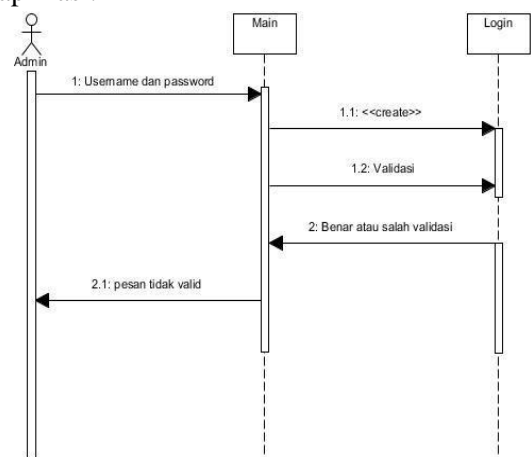 Main
Login
Admin
1: Username dan password
1.1: <<create>>
1.2: Validasi
2: Benar atau salah validasi
2.1: pesan tidak valid